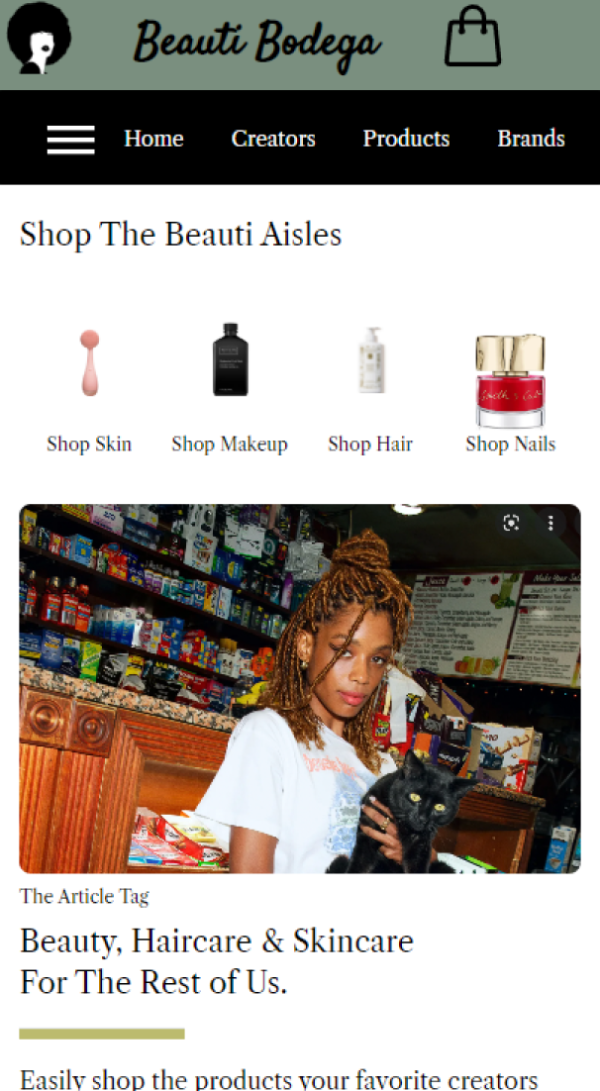 Beauti Bodega
Home Creators Products Brands
Shop The Beauti Aisles
Shop Skin Shop Makeup Shop Hair Shop Nails
The Article Tag
Beauty, Haircare & Skincare
For The Rest of Us.
Easily shop the products your favorite creators